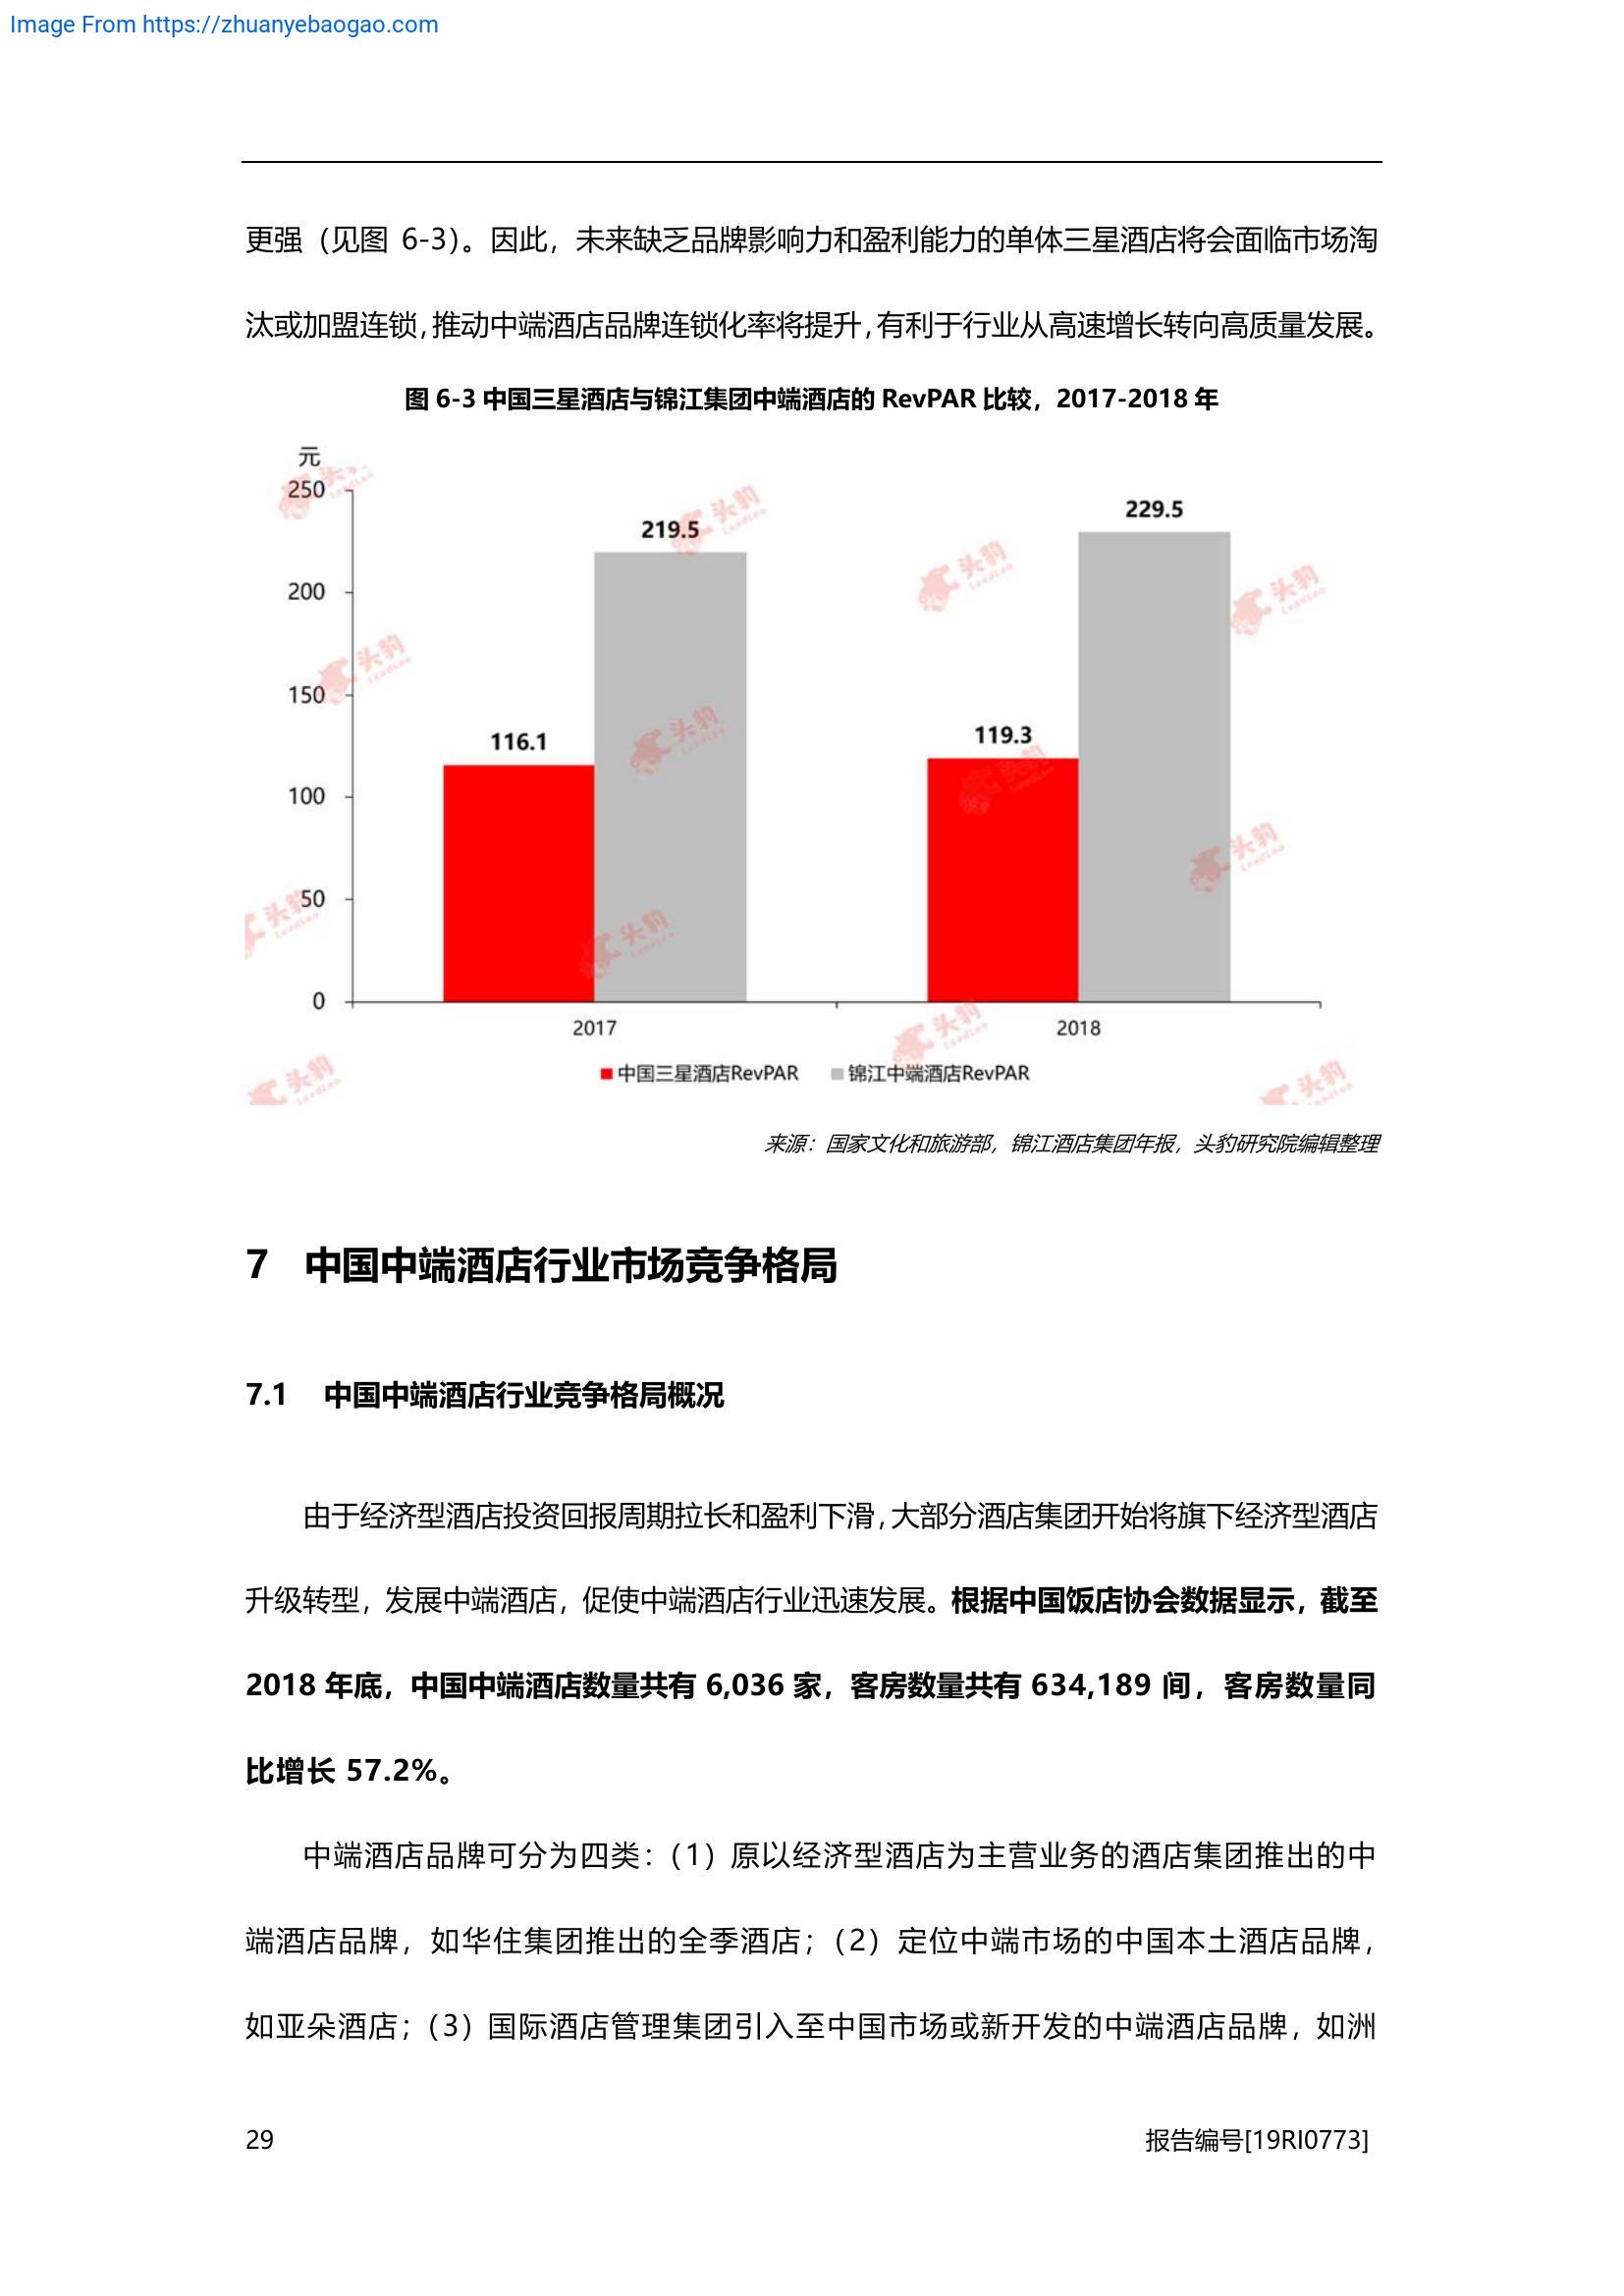 Image From https://zhuanyebaogao.com
更强（见图 6-3）。因此，未来缺乏品牌影响力和盈利能力的单体三星酒店将会面临市场淘
汰或加盟连锁，推动中端酒店品牌连锁化率将提升，有利于行业从高速增长转向高质量发展。
图 6-3 中国三星酒店与锦江集团中端酒店的 RevPAR 比较，2017-2018 年
元
250
200
150
100
50
0
116.1
219.5
119.3
229.5
2017
2018
中国三星酒店RevPAR
锦江中端酒店RevPAR
头豹
LeadLeo
来源：国家文化和旅游部，锦江酒店集团年报，头豹研究院编辑整理
7 中国中端酒店行业市场竞争格局
7.1 中国中端酒店行业竞争格局概况
由于经济型酒店投资回报周期拉长和盈利下滑，大部分酒店集团开始将旗下经济型酒店
升级转型，发展中端酒店，促使中端酒店行业迅速发展。根据中国饭店协会数据显示，截至
2018 年底，中国中端酒店数量共有 6,036 家，客房数量共有 634,189 间，客房数量同
比增长 57.2%。
中端酒店品牌可分为四类：（1）原以经济型酒店为主营业务的酒店集团推出的中
端酒店品牌，如华住集团推出的全季酒店；（2）定位中端市场的中国本土酒店品牌，
如亚朵酒店；（3）国际酒店管理集团引入至中国市场或新开发的中端酒店品牌，如洲
29
报告编号[19RI0773]